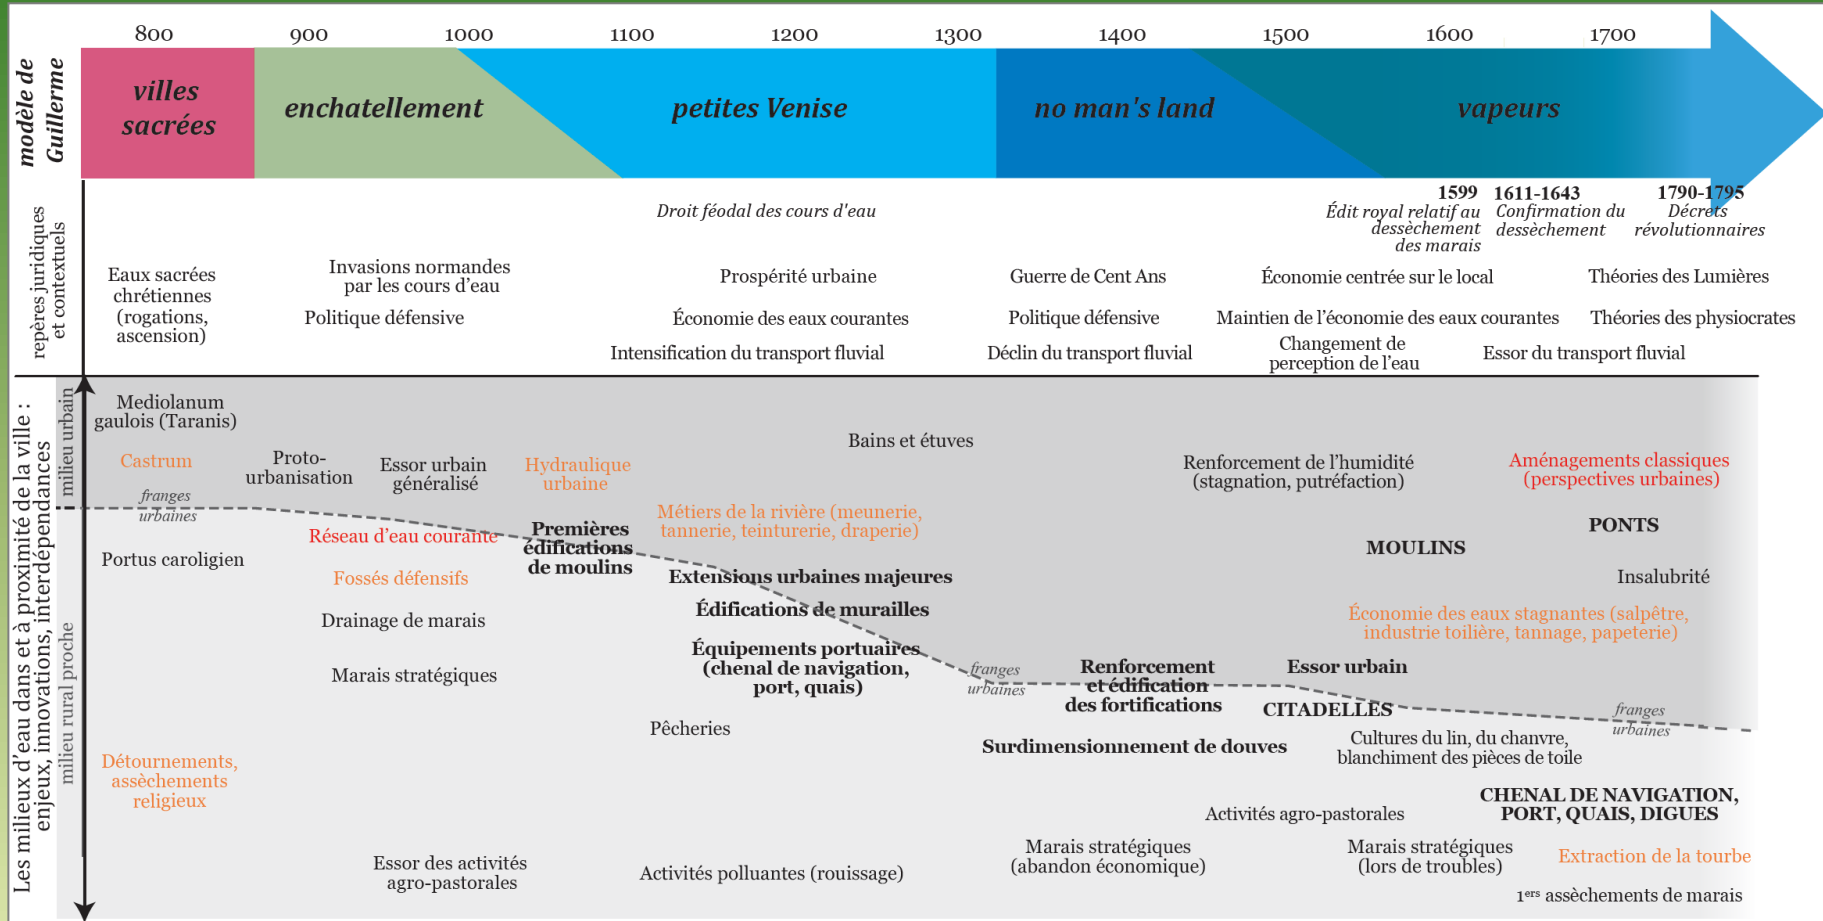 800 900 1000 1100 1200 1300 1400 1500 1600 1700
modèle de
Guillerme
villes
sacrées
enchatellement
petites Venise
no man's land
vapeurs
repères juridiques
et contextuels
Droit féodal des cours d'eau
1599
Édit royal relatif au
dessèchement
des marais
1611-1643
Confirmation du
dessèchement
1790-1795
Décrets
révolutionnaires
Eaux sacrées
chrétiennes
(rogations,
ascension)
Invasions normandes
par les cours d’eau
Politique défensive
Prospérité urbaine
Économie des eaux courantes
Intensification du transport fluvial
Guerre de Cent Ans
Politique défensive
Déclin du transport fluvial
Économie centrée sur le local
Maintien de l’économie des eaux courantes
Changement de
perception de l’eau
Théories des Lumières
Théories des physiocrates
Essor du transport fluvial
Les milieux d’eau dans et à proximité de la ville :
enjeux, innovations, interdépendances
milieu urbain
milieu rural proche
Mediolanum
gaulois (Taranis)
Castrum
franges
urbaines
Portus caroligien
Détournements,
assèchements
religieux
Proto-
urbanisation
Essor urbain
généralisé
Hydraulique
urbaine
Réseau d’eau courante
Fossés défensifs
Drainage de marais
Marais stratégiques
Essor des activités
agro-pastorales
Premières
édifications
de moulins
Bains et étuves
Métiers de la rivière (meunerie,
tannerie, teinturerie, draperie)
Extensions urbaines majeures
Édifications de murailles
Équipements portuaires
(chenal de navigation,
port, quais)
Pêcheries
Activités polluantes (rouissage)
franges
urbaines
Renforcement
et édification
des fortifications
Surdimensionnement de douves
Marais stratégiques
(abandon économique)
Renforcement de l’humidité
(stagnation, putréfaction)
Aménagements classiques
(perspectives urbaines)
PONTS
MOULINS
Insalubrité
Économie des eaux stagnantes (salpêtre,
industrie toilière, tannage, papeterie)
Essor urbain
CITADELLES
franges
urbaines
Cultures du lin, du chanvre,
blanchiment des pièces de toile
CHENAL DE NAVIGATION,
PORT, QUAIS, DIGUES
Activités agro-pastorales
Marais stratégiques
(lors de troubles)
Extraction de la tourbe
1ers assèchements de marais